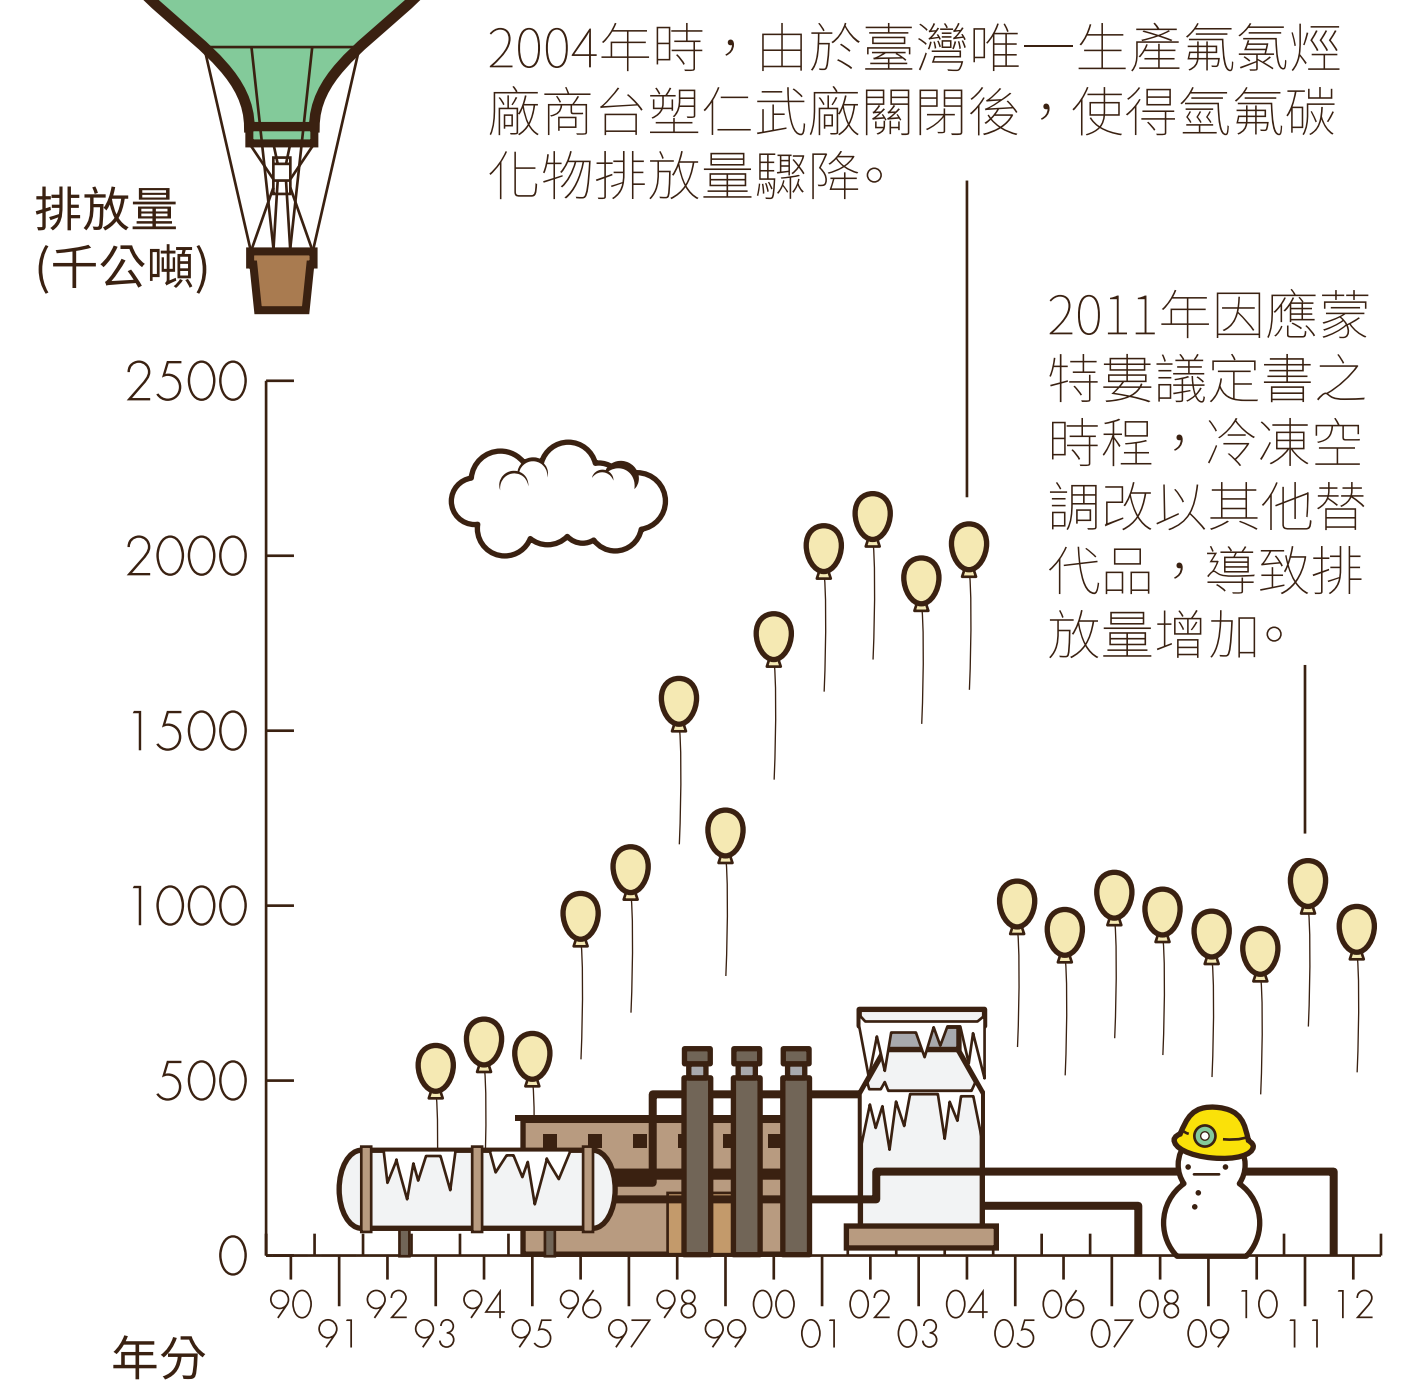 2004年時，由於臺灣唯一生產氟氯烴
廠商台塑仁武廠關閉後，使得氫氟碳
化物排放量驟降。
排放量
(千公噸)
2011年因應蒙
特婁議定書之
時程，冷凍空
調改以其他替
代品，導致排
放量增加。
2500
2000
1500
1000
500
0
90 92 94 96 98 00 02 04 06 08 10 12
91 93 95 97 99 01 03 05 07 09 11
年分